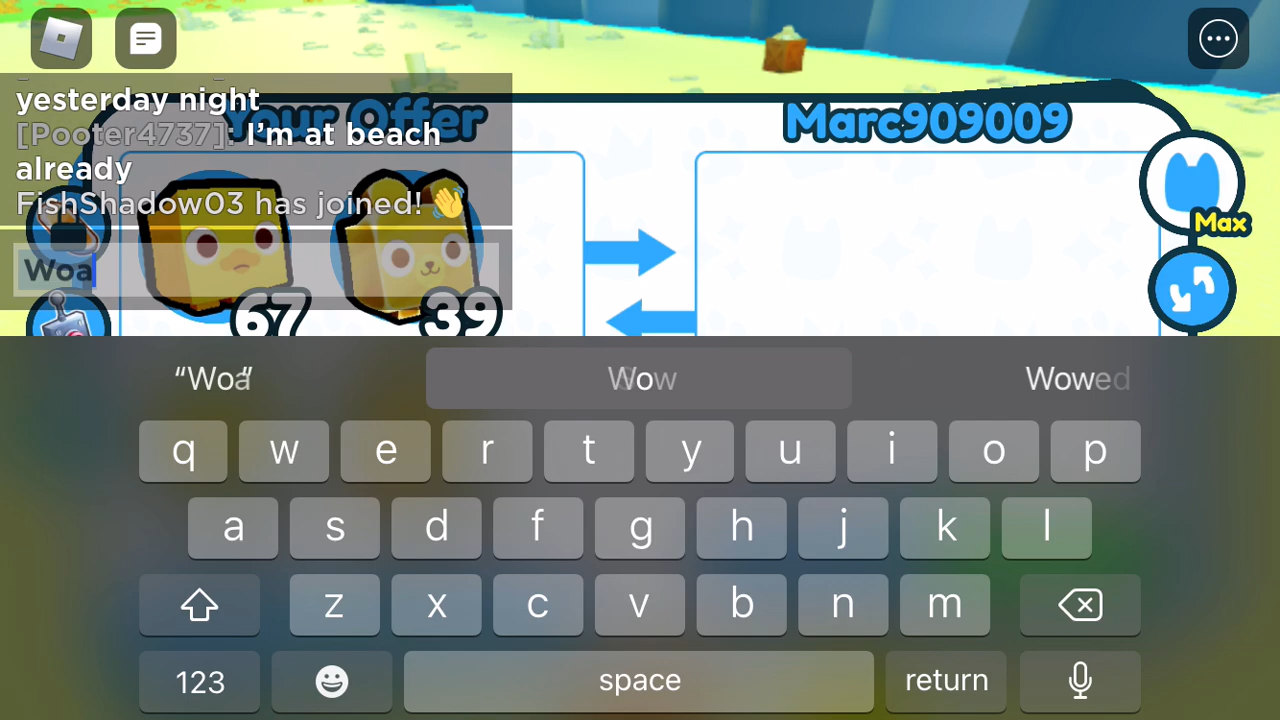 yesterday night
Your Offer
Marc909009
[Pooter4737]: I’m at beach
already
FishShadow03 has joined! 👋
Max
Woa
67
39
“Woa”
Wow
Wowed
q w e r t y u i o p
a s d f g h j k l
z x c v b n m
123
space
return